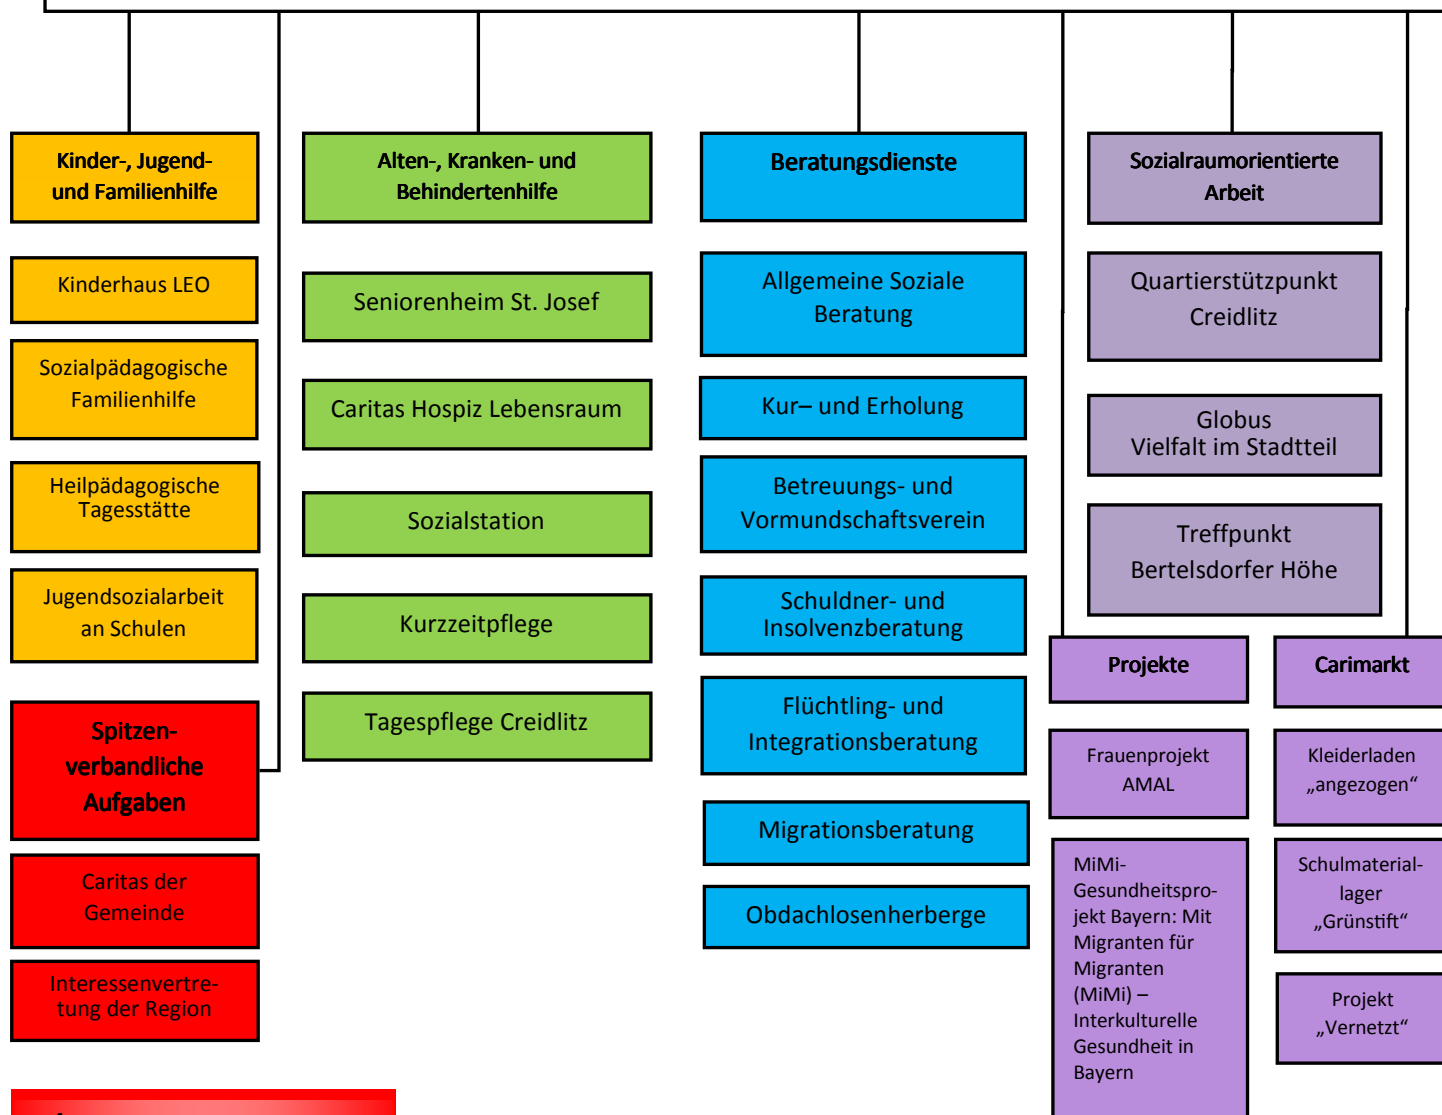 Kinder-, Jugend-
und Familienhilfe
Kinderhaus LEO
Sozialpädagogische
Familienhilfe
Heilpädagogische
Tagesstätte
Jugendsozialarbeit
an Schulen
Spitzen-
verbandliche
Aufgaben
Caritas der
Gemeinde
Interessenvertre-
tung der Region
Alten-, Kranken- und
Behindertenhilfe
Seniorenheim St. Josef
Caritas Hospiz Lebensraum
Sozialstation
Kurzzeitpflege
Tagespflege Creidlitz
Beratungsdienste
Allgemeine Soziale
Beratung
Kur– und Erholung
Betreuungs- und
Vormundschaftsverein
Schuldner- und
Insolvenzberatung
Flüchtling- und
Integrationsberatung
Migrationsberatung
Obdachlosenherberge
Sozialraumorientierte
Arbeit
Quartierstützpunkt
Creidlitz
Globus
Vielfalt im Stadtteil
Treffpunkt
Bertelsdorfer Höhe
Projekte
Frauenprojekt
AMAL
MiMi-
Gesundheitspro-
jekt Bayern: Mit
Migranten für
Migranten
(MiMi) –
Interkulturelle
Gesundheit in
Bayern
Carimarkt
Kleiderladen
„angezogen“
Schulmaterial-
lager
„Grünstift“
Projekt
„Vernetzt“